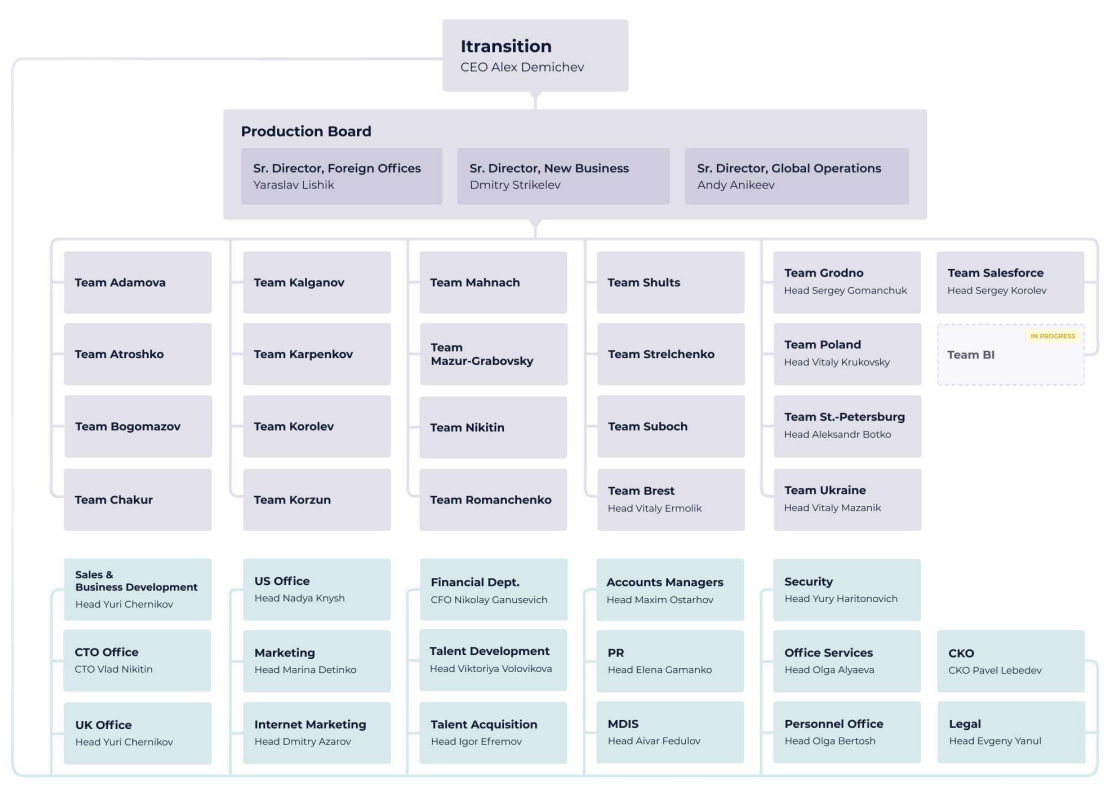 Itransition
CEO Alex Demichev
Production Board
Sr. Director, Foreign Offices
Yaraslav Lishik
Sr. Director, New Business
Dmitry Strikelev
Sr. Director, Global Operations
Andy Anikeev
Team Adamova
Team Kalganov
Team Mahnach
Team Shults
Team Grodno
Head Sergey Gomanchuk
Team Salesforce
Head Sergey Korolev
Team Atroshko
Team Karpenkov
Team
Mazur-Grabovsky
Team Strelchenko
Team Poland
Head Vitaly Krukovsky
IN PROGRESS
Team BI
Team Bogomazov
Team Korolev
Team Nikitin
Team Suboch
Team St.-Petersburg
Head Aleksandr Botko
Team Chakur
Team Korzun
Team Romanchenko
Team Brest
Head Vitaly Ermolik
Team Ukraine
Head Vitaly Mazanik
Sales &
Business Development
Head Yuri Chernikov
US Office
Head Nadya Knysh
Financial Dept.
CFO Nikolay Ganusevich
Accounts Managers
Head Maxim Ostarhov
Security
Head Yury Haritonovich
CTO Office
CTO Vlad Nikitin
Marketing
Head Marina Detinko
Talent Development
Head Viktoriya Volovikova
PR
Head Elena Gamanko
Office Services
Head Olga Alyaeva
CKO
CKO Pavel Lebedev
UK Office
Head Yuri Chernikov
Internet Marketing
Head Dmitry Azarov
Talent Acquisition
Head Igor Efremov
MDIS
Head Aivar Fedulov
Personnel Office
Head Olga Bertosh
Legal
Head Evgeny Yanul